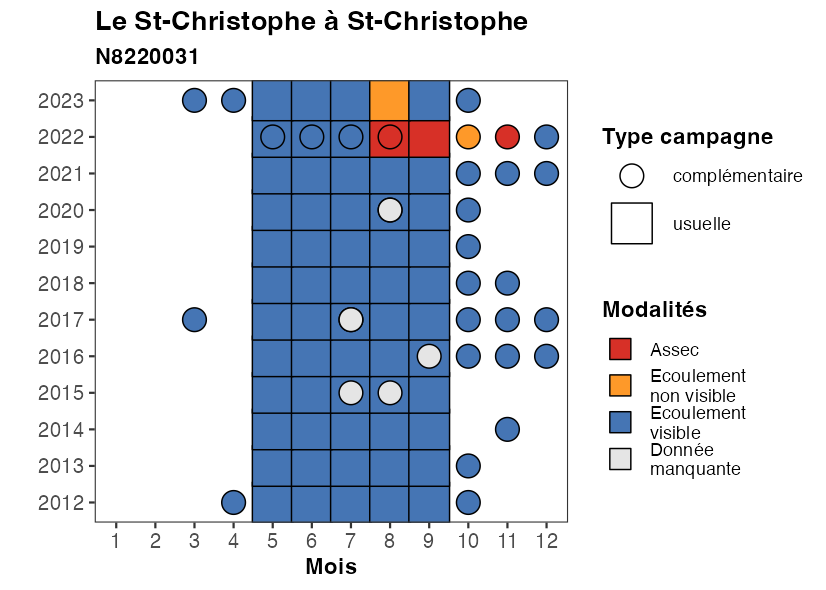 Le St-Christophe à St-Christophe
N8220031
2023
2022
2021
2020
2019
2018
2017
2016
2015
2014
2013
2012
1 2 3 4 5 6 7 8 9 10 11 12
Mois
Type campagne
complémentaire
usuelle
Modalités
Assec
Ecoulement
non visible
Ecoulement
visible
Donnée
manquante